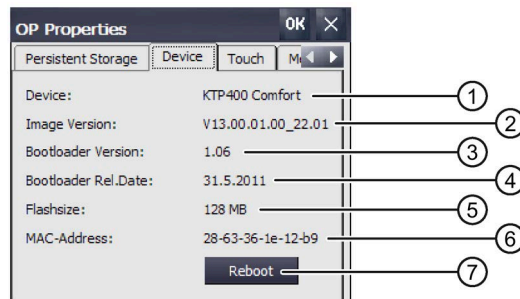 OP Properties OK ×
Persistent Storage Device Touch
Device: KTP400 Comfort 1
Image Version: V13.00.01.00_22.01 2
Bootloader Version: 1.06 3
Bootloader Rel.Date: 31.5.2011 4
Flashsize: 128 MB 5
MAC-Address: 28-63-36-1e-12-b9 6
Reboot 7